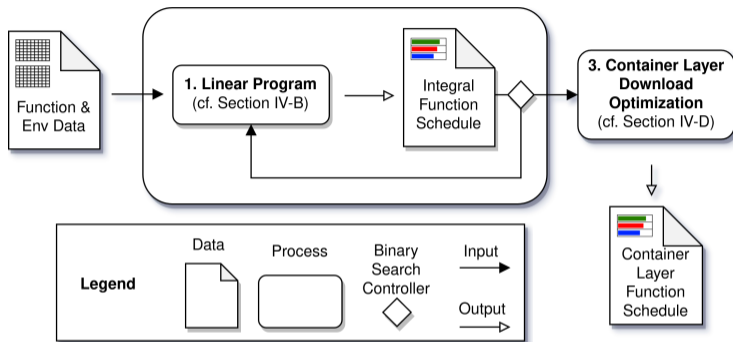 Function &
Env Data
1. Linear Program
(cf. Section IV-B)
Integral
Function
Schedule
3. Container Layer
Download
Optimization
(cf. Section IV-D)
Container
Layer
Function
Schedule
Legend
Data
Process
Binary
Search
Controller
Input
Output